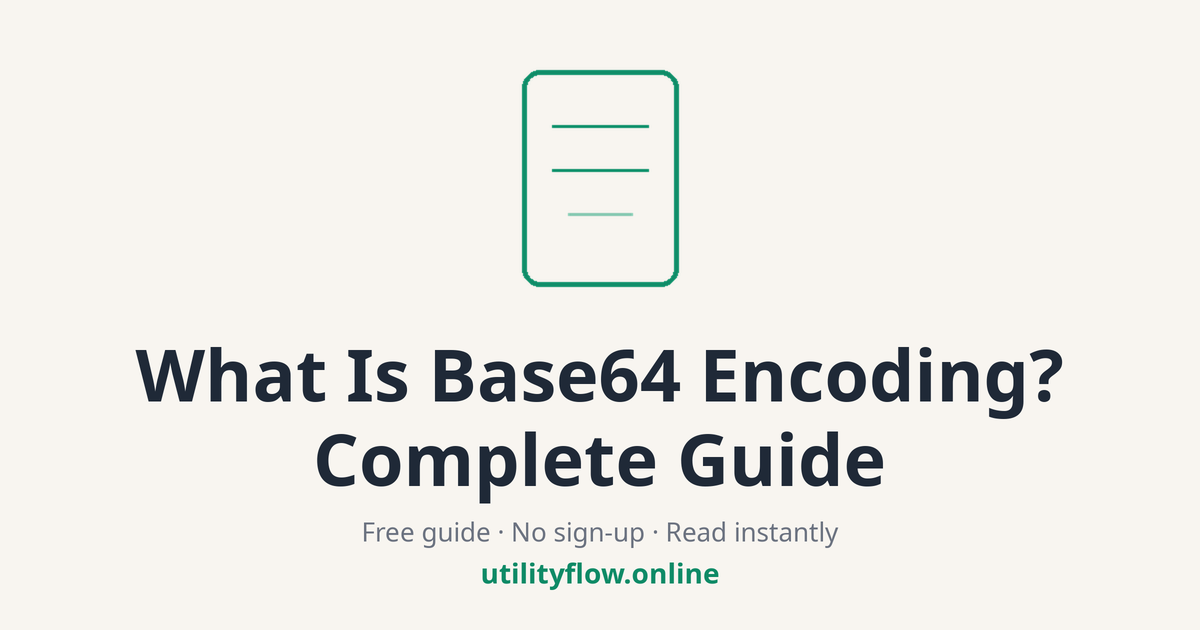 What Is Base64 Encoding?
Complete Guide
Free guide · No sign-up · Read instantly
utilityflow.online